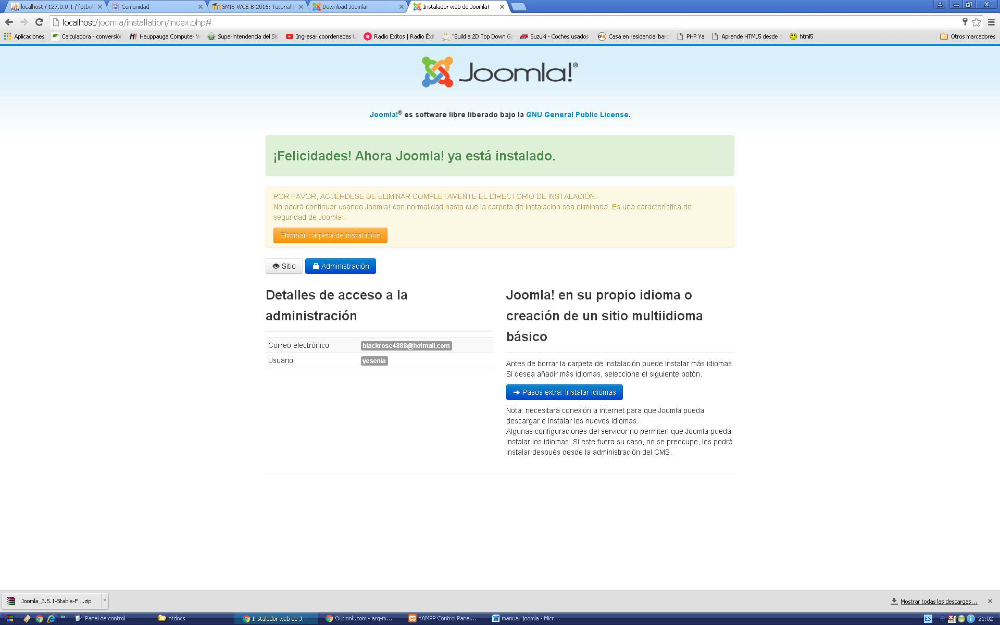 localhost / 127.0.0.1 / futbol
Comunidad
SMIS-WCE-B-2016: Tutorial
Download Joomla!
Instalador web de Joomla!
localhost/joomla/installation/index.php#
Aplicaciones
Calculadora - conversión
H! Hauppauge Computer W
Superintendencia del Sis
Ingresar coordenadas U
Radio Exitos | Radio Éxit
"Build a 2D Top Down Ga
Suzuki - Coches usados
Casa en residencial barc
PHP Ya
Aprende HTML5 desde c
html5
Otros marcadores
Joomla!®
Joomla!® es software libre liberado bajo la GNU General Public License.
¡Felicidades! Ahora Joomla! ya está instalado.
POR FAVOR, ACUÉRDESE DE ELIMINAR COMPLETAMENTE EL DIRECTORIO DE INSTALACIÓN.
No podrá continuar usando Joomla! con normalidad hasta que la carpeta de instalación sea eliminada. Es una característica de
seguridad de Joomla!
Eliminar carpeta de instalación
Sitio
Administración
Detalles de acceso a la
administración
Correo electrónico blackrose4888@hotmail.com
Usuario yesenia
Joomla! en su propio idioma o
creación de un sitio multiidioma
básico
Antes de borrar la carpeta de instalación puede instalar más idiomas.
Si desea añadir más idiomas, seleccione el siguiente botón.
Pasos extra: Instalar idiomas
Nota: necesitará conexión a internet para que Joomla pueda
descargar e instalar los nuevos idiomas.
Algunas configuraciones del servidor no permiten que Joomla pueda
instalar los idiomas. Si este fuera su caso, no se preocupe, los podrá
instalar después desde la administración del CMS.
Joomla_3.5.1-Stable-F....zip
Mostrar todas las descargas...
Panel de control
htdocs
Instalador web de J...
Outlook.com - arq-m...
XAMPP Control Panel...
manual joomla - Micr...
ES
21:02